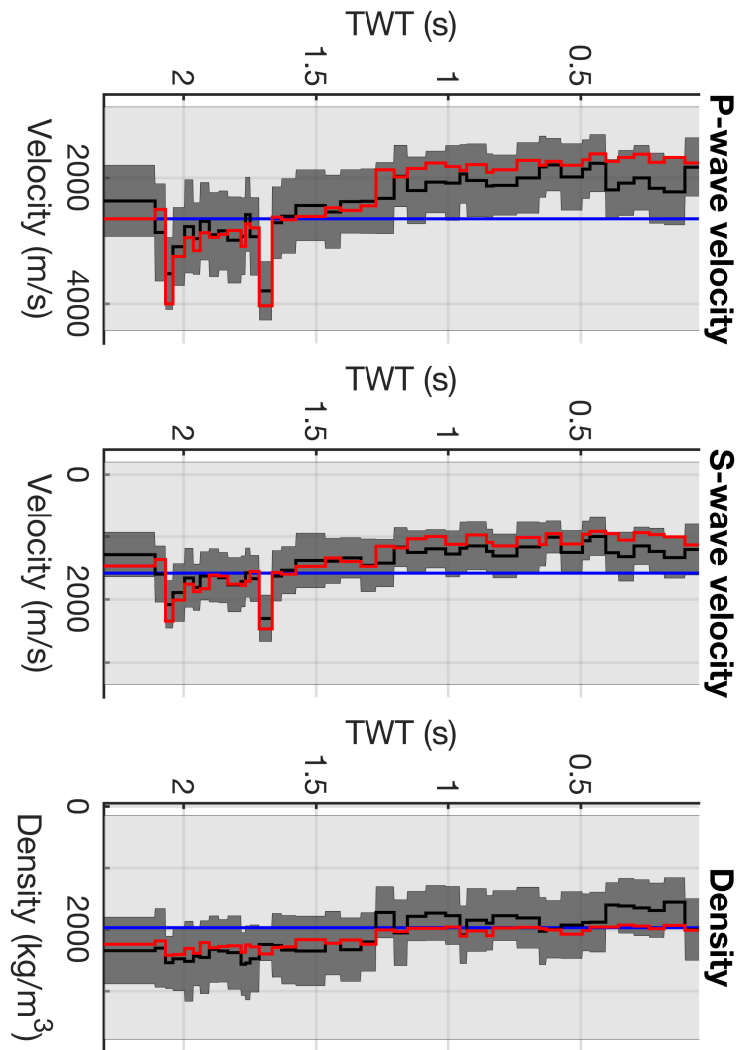 P-wave velocity
TWT (s)
0.5
1
1.5
2
2000 4000
Velocity (m/s)
S-wave velocity
TWT (s)
0.5
1
1.5
2
0 2000
Velocity (m/s)
Density
TWT (s)
0.5
1
1.5
2
0 2000
Density (kg/m³)